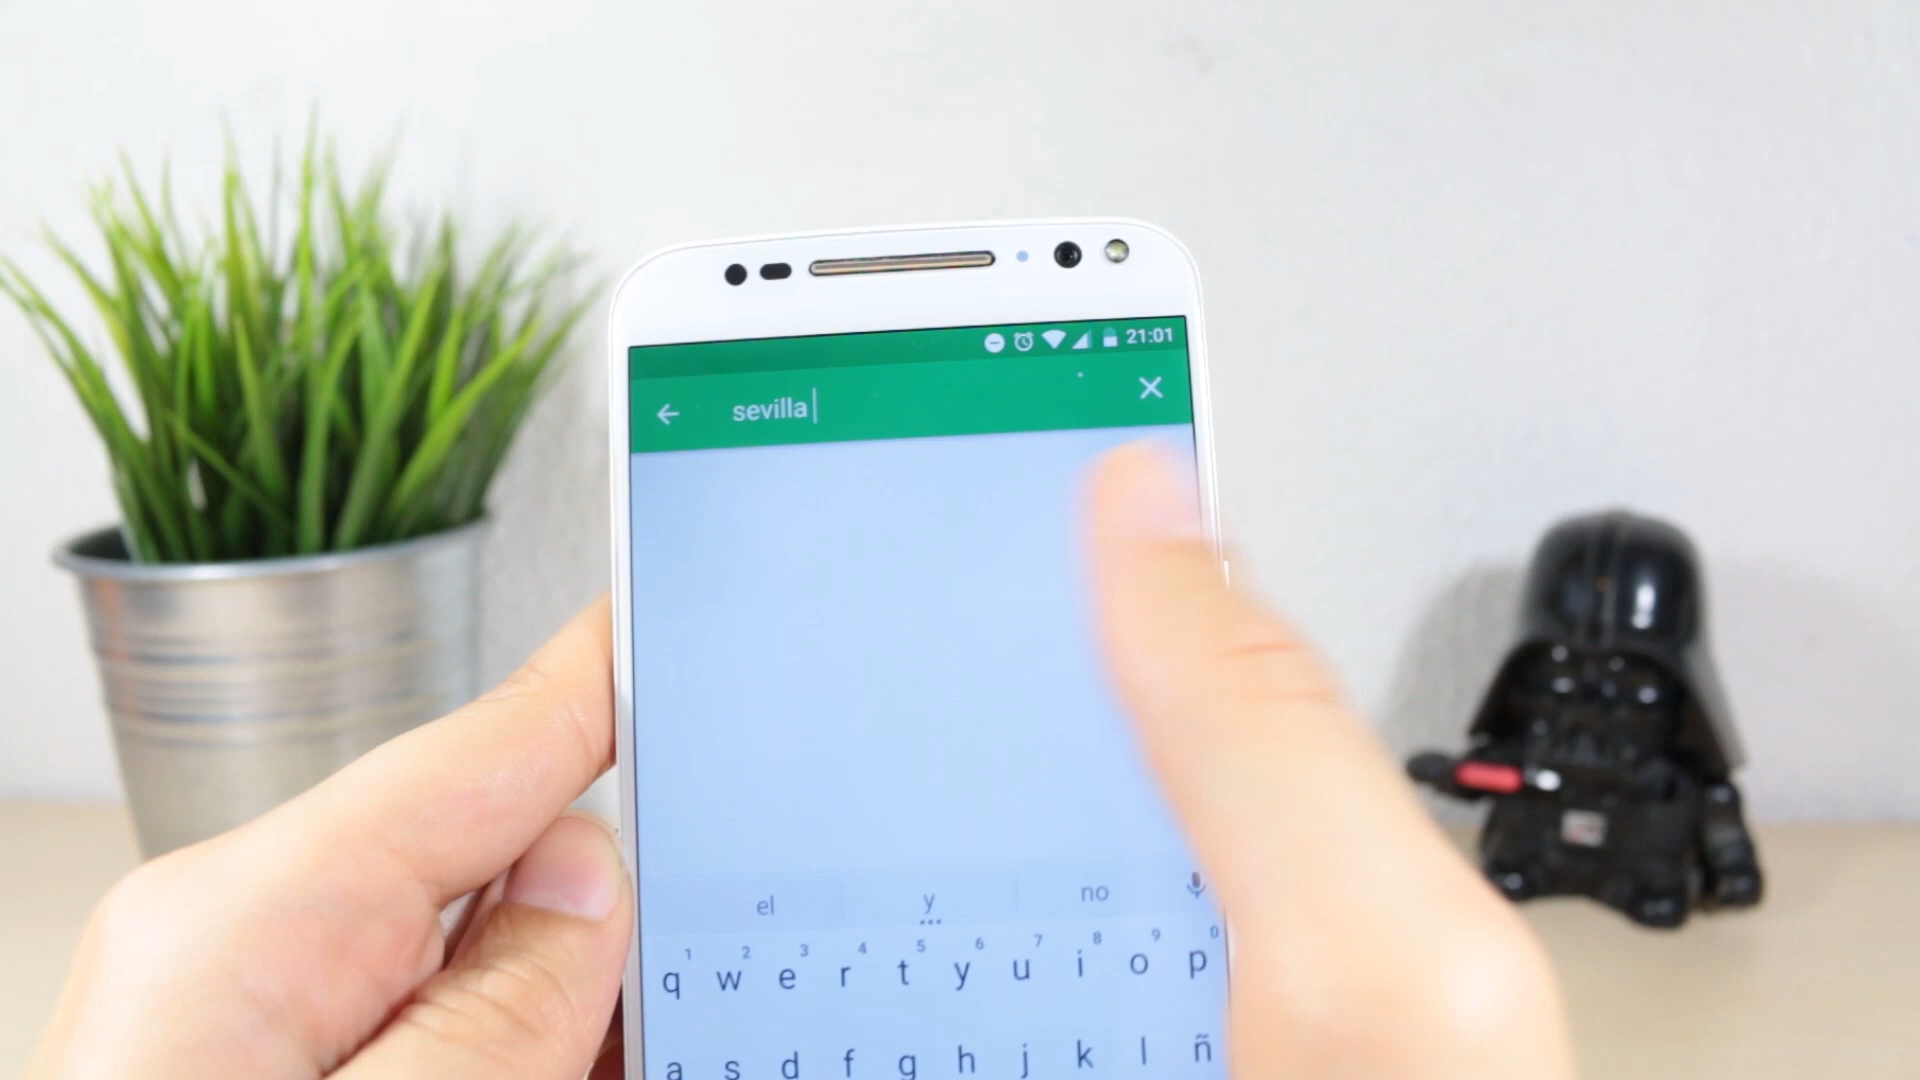 21:01
sevilla
el y no
1 2 3 4 5 6 7 8 9 0
q w e r t y u i o p
a s d f g h j k l ñ